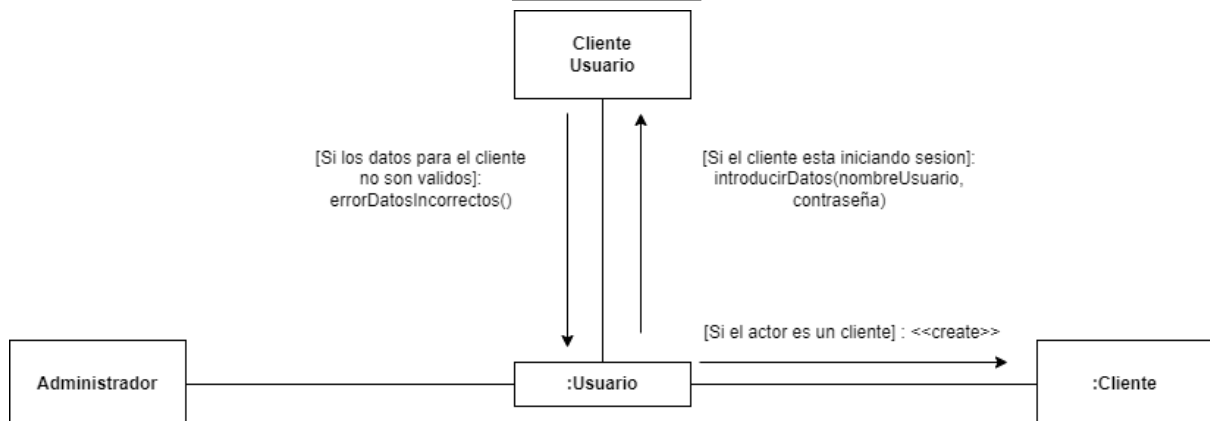 Cliente
Usuario
[Si los datos para el cliente
no son validos]:
errorDatosIncorrectos()
[Si el cliente esta iniciando sesion]:
introducirDatos(nombreUsuario,
contraseña)
[Si el actor es un cliente] : <<create>>
Administrador
:Usuario
:Cliente